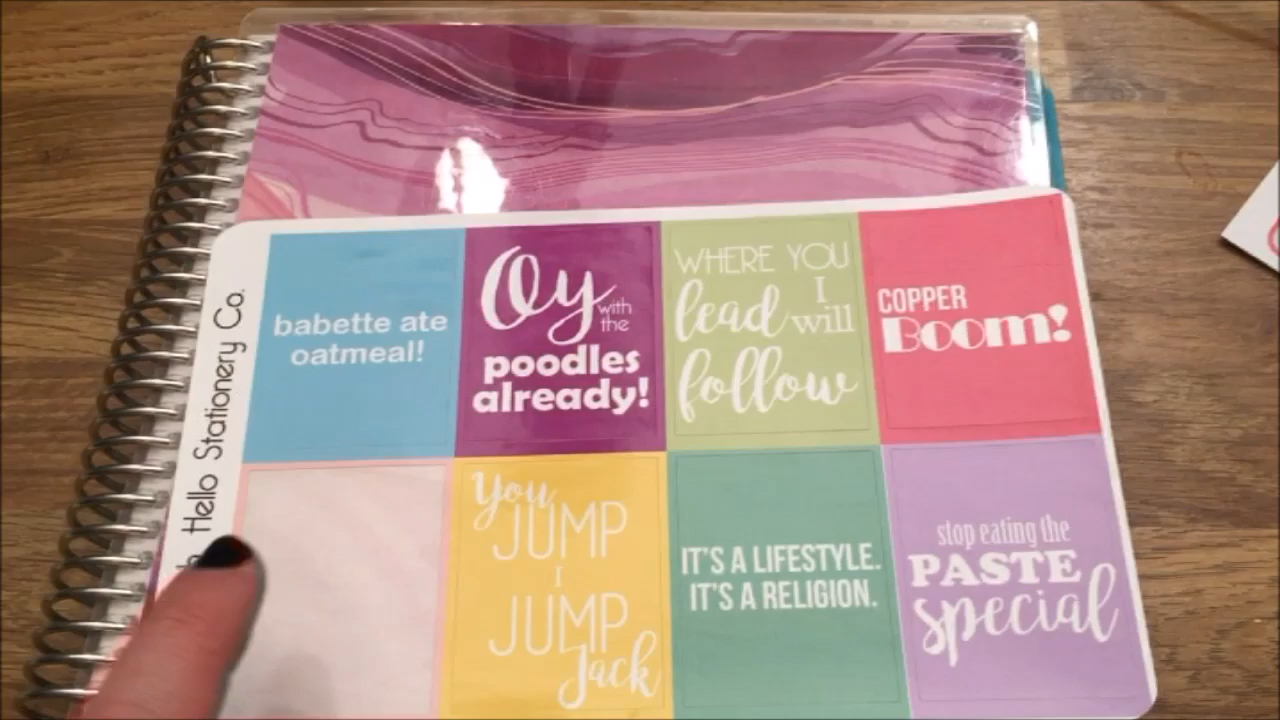 babette ate
oatmeal!
Oy with
the
poodles
already!
WHERE YOU
lead I
will
follow
COPPER
BOOM!
You
JUMP
I
JUMP
Jack
IT'S A LIFESTYLE.
IT'S A RELIGION.
stop eating the
PASTE
special
Hello Stationery Co.